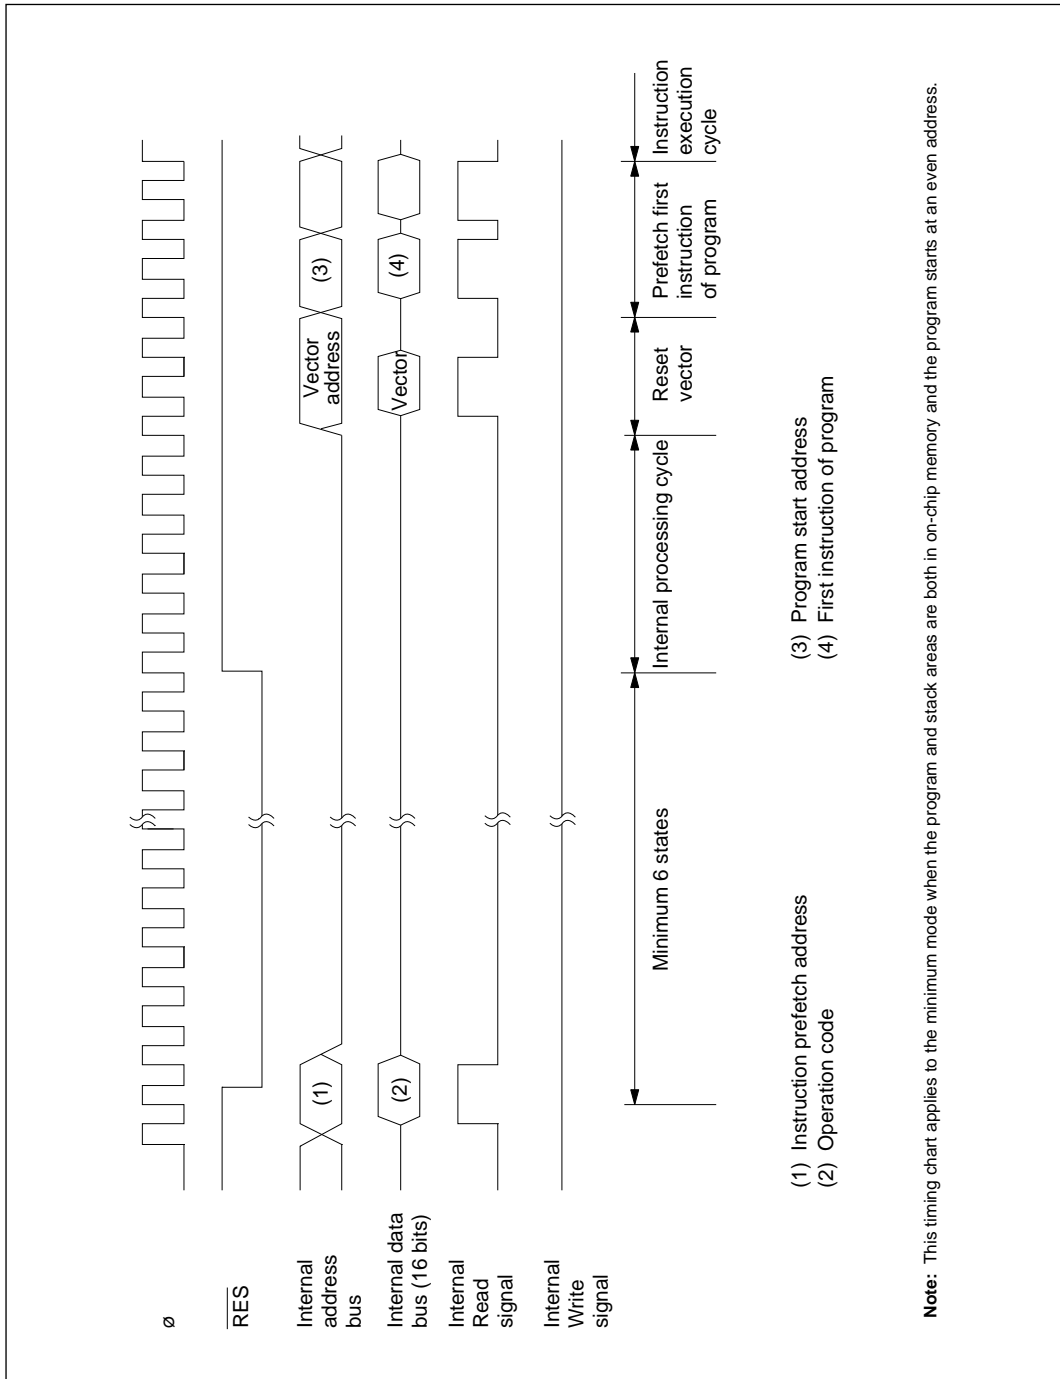 ø
RES
Internal
address
bus
Internal data
bus (16 bits)
Internal
Read
signal
Internal
Write
signal
(1)
(2)
Vector
address
Vector
(3)
(4)
Minimum 6 states
Internal processing cycle
Reset
vector
Prefetch first
instruction
of program
Instruction
execution
cycle
(1) Instruction prefetch address
(2) Operation code
(3) Program start address
(4) First instruction of program
Note: This timing chart applies to the minimum mode when the program and stack areas are both in on-chip memory and the program starts at an even address.